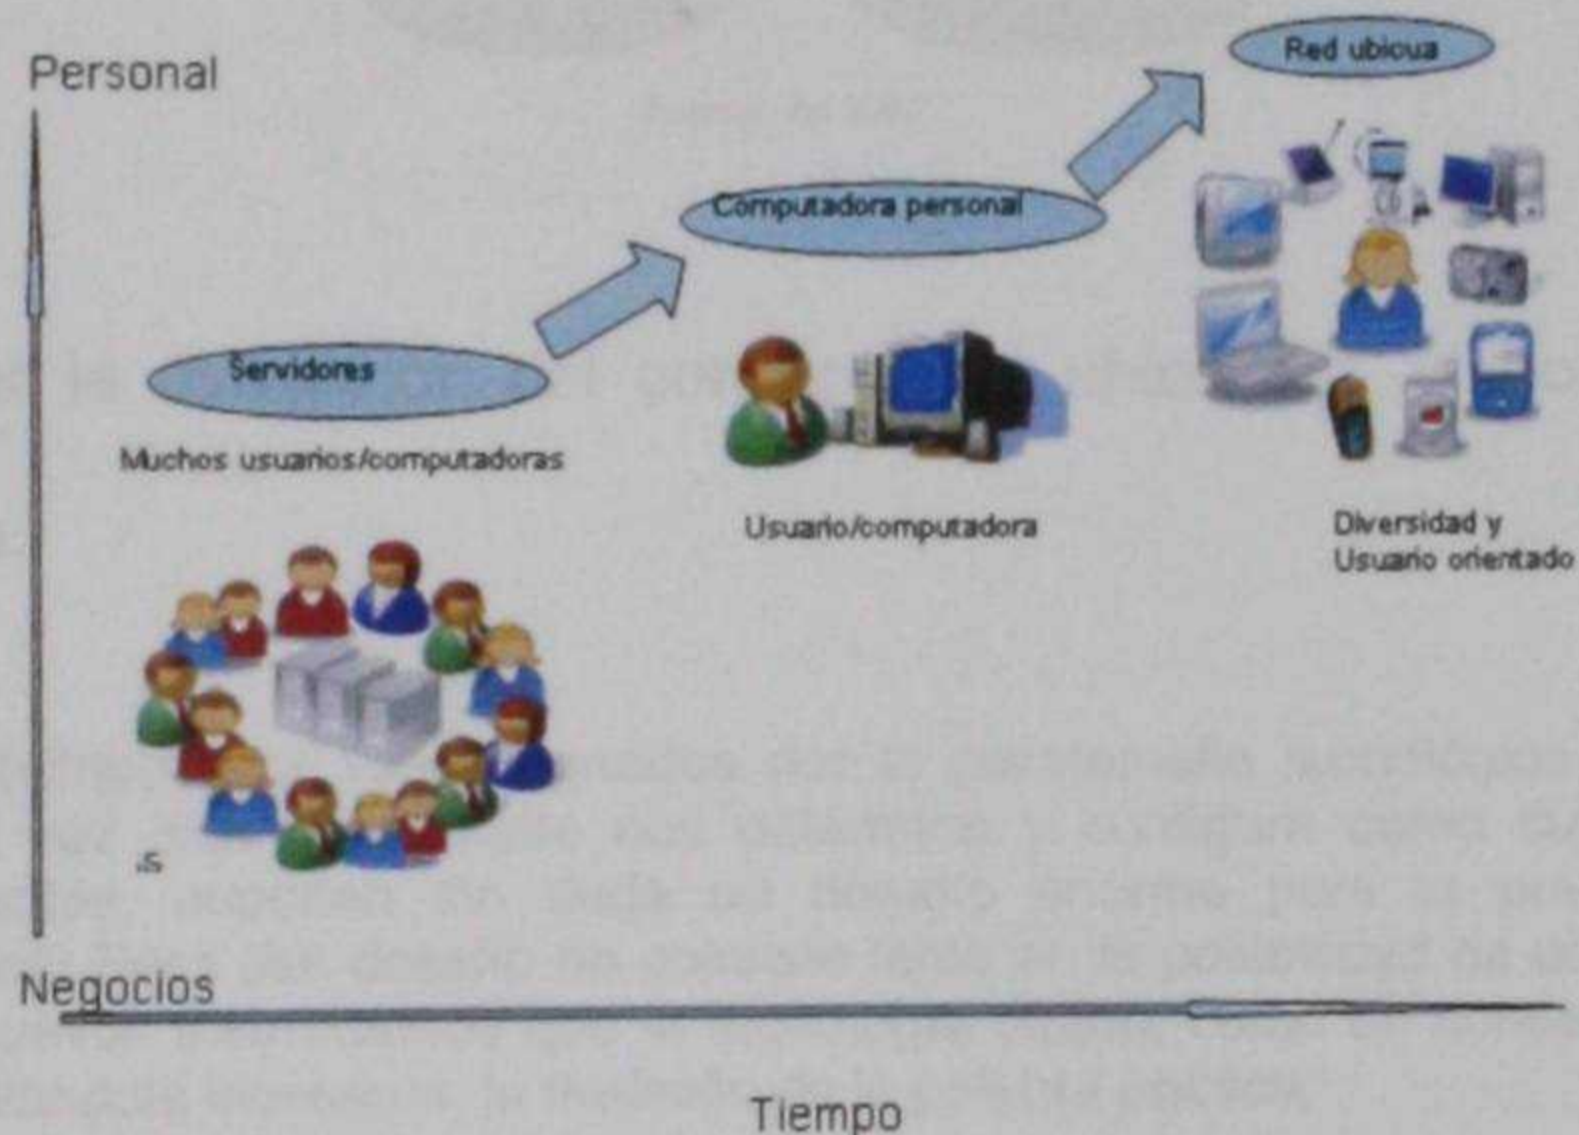 Personal
Red ubicua
Computadora personal
Servidores
Muchos usuarios/computadoras
Usuario/computadora
Diversidad y
Usuario orientado
.s
Negocios
Tiempo